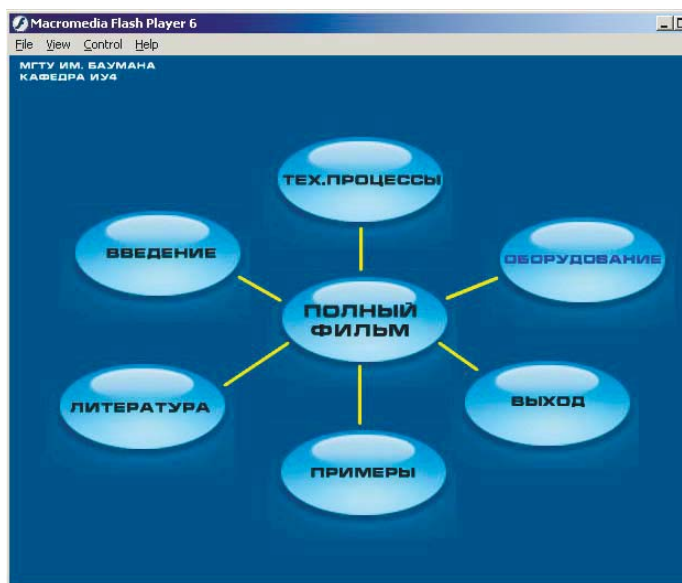 Macromedia Flash Player 6
File View Control Help
МГТУ ИМ. БАУМАНА
КАФЕДРА ИУ4
ТЕХ.ПРОЦЕССЫ
ВВЕДЕНИЕ
ОБОРУДОВАНИЕ
ПОЛНЫЙ
ФИЛЬМ
ЛИТЕРАТУРА
ВЫХОД
ПРИМЕРЫ